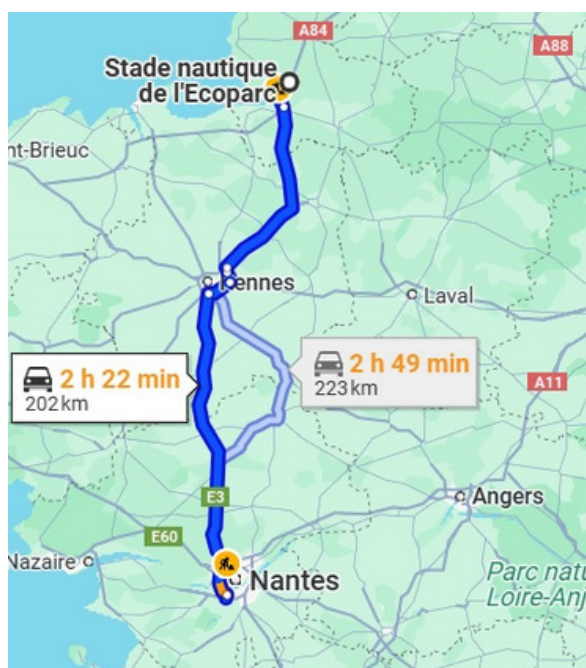 A84
A88
Stade nautique
de l'Ecoparc
nt-Brieuc
Rennes
Laval
2 h 22 min
202 km
2 h 49 min
223 km
A11
E3
Angers
E60
Nazaire
Nantes
Parc natu
Loire-Anj